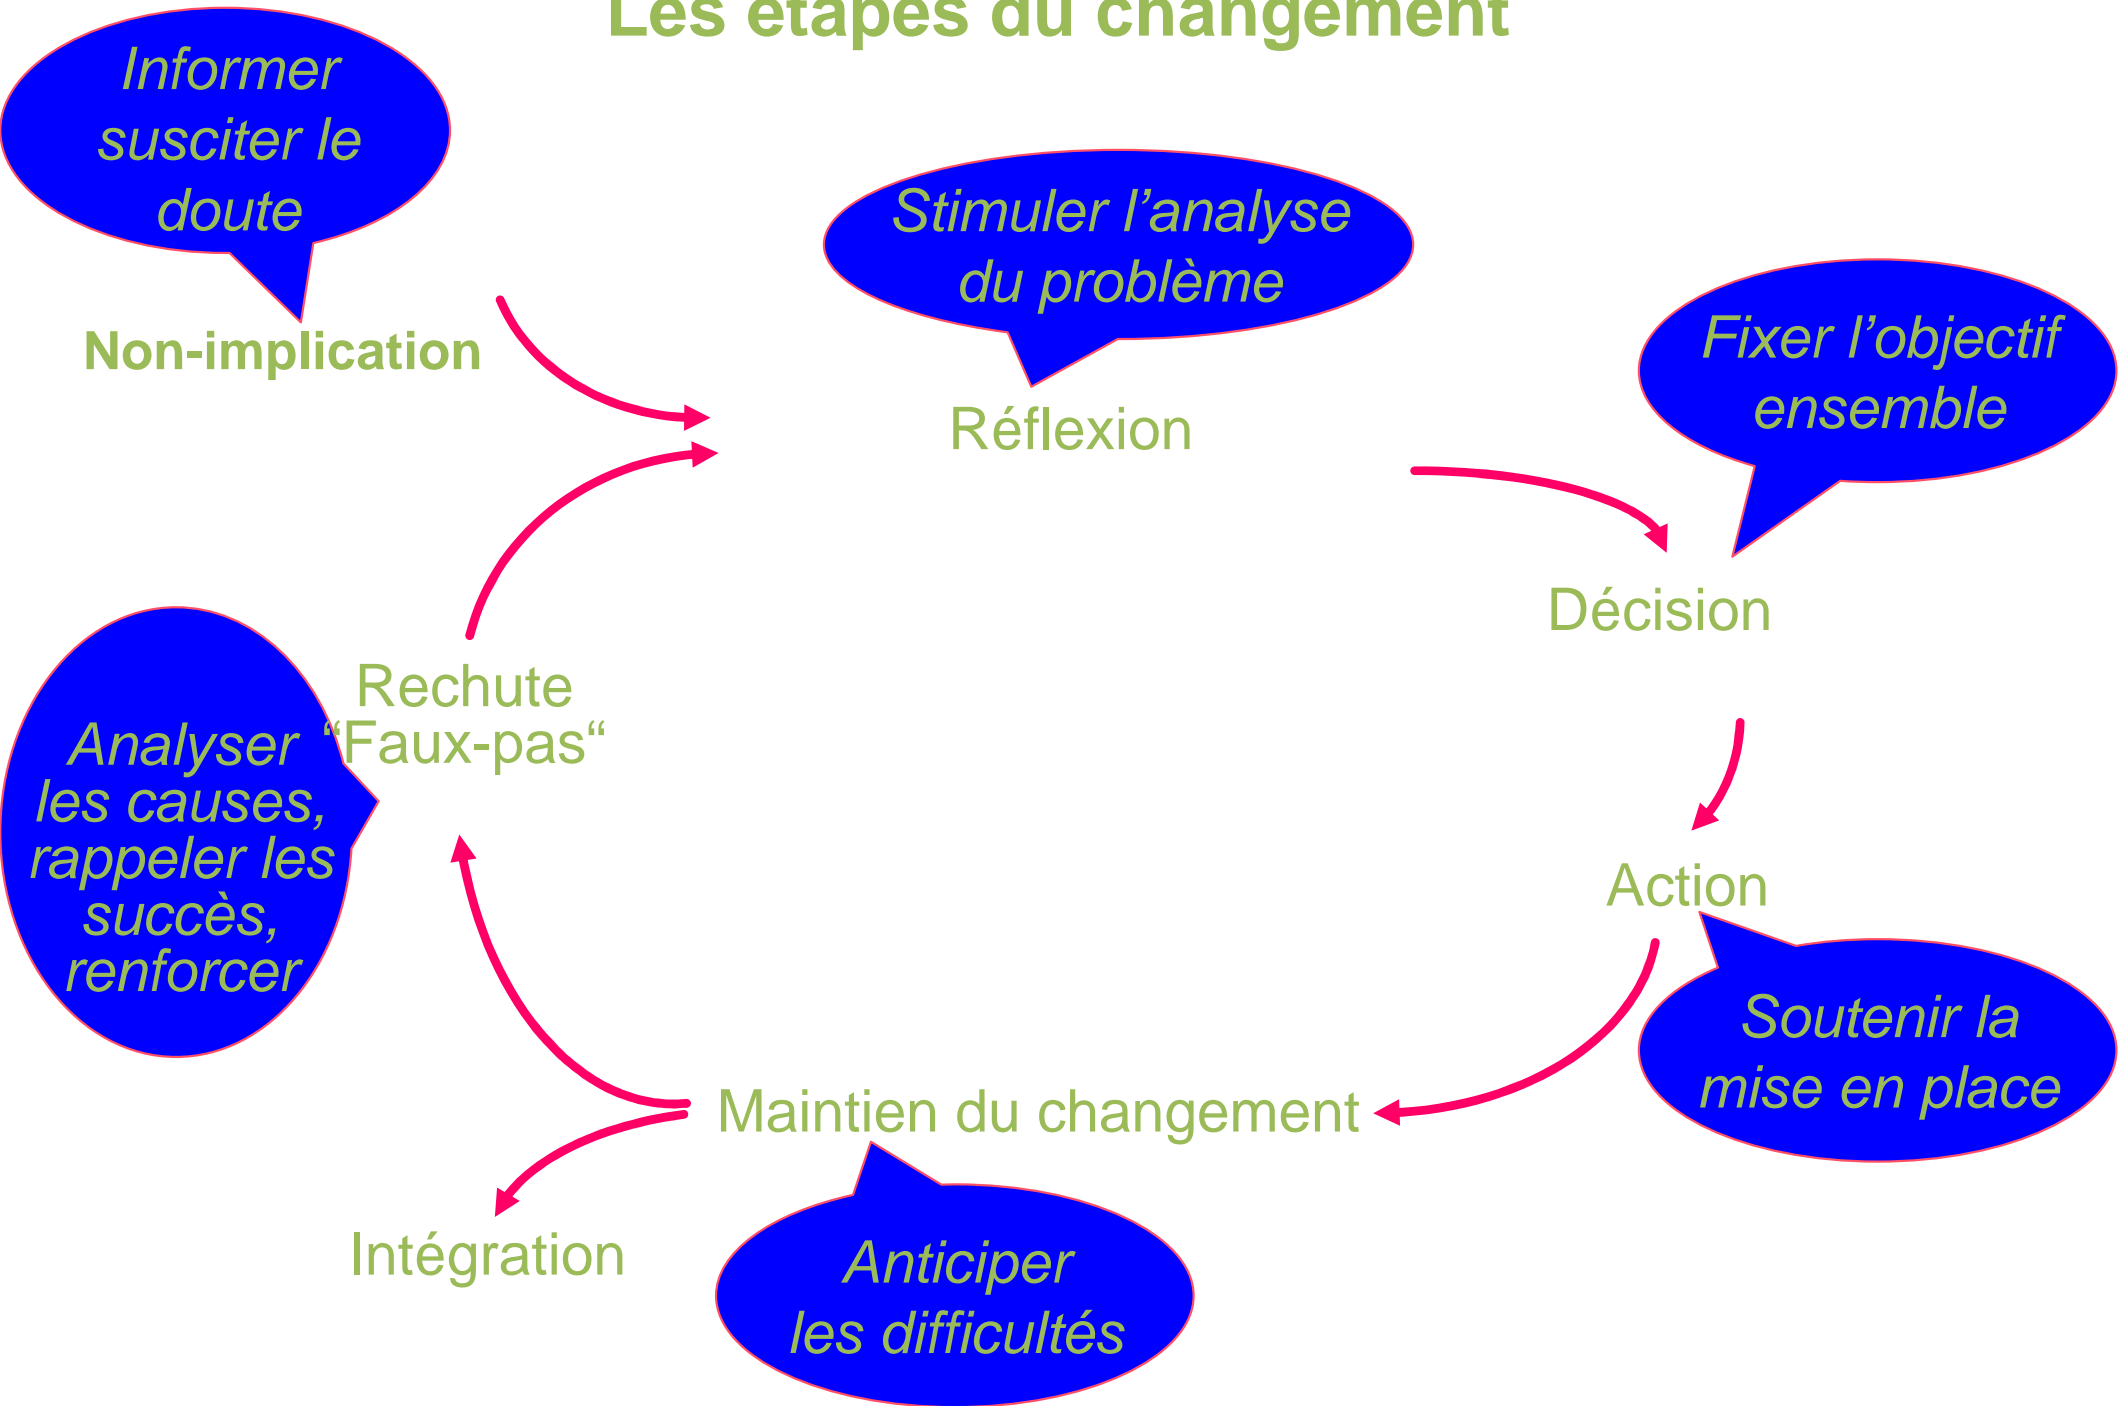 Les étapes du changement
Informer
susciter le
doute
Stimuler l’analyse
du problème
Fixer l’objectif
ensemble
Non-implication
Réflexion
Décision
Rechute
“Faux-pas“
Analyser
les causes,
rappeler les
succès,
renforcer
Action
Soutenir la
mise en place
Maintien du changement
Intégration
Anticiper
les difficultés